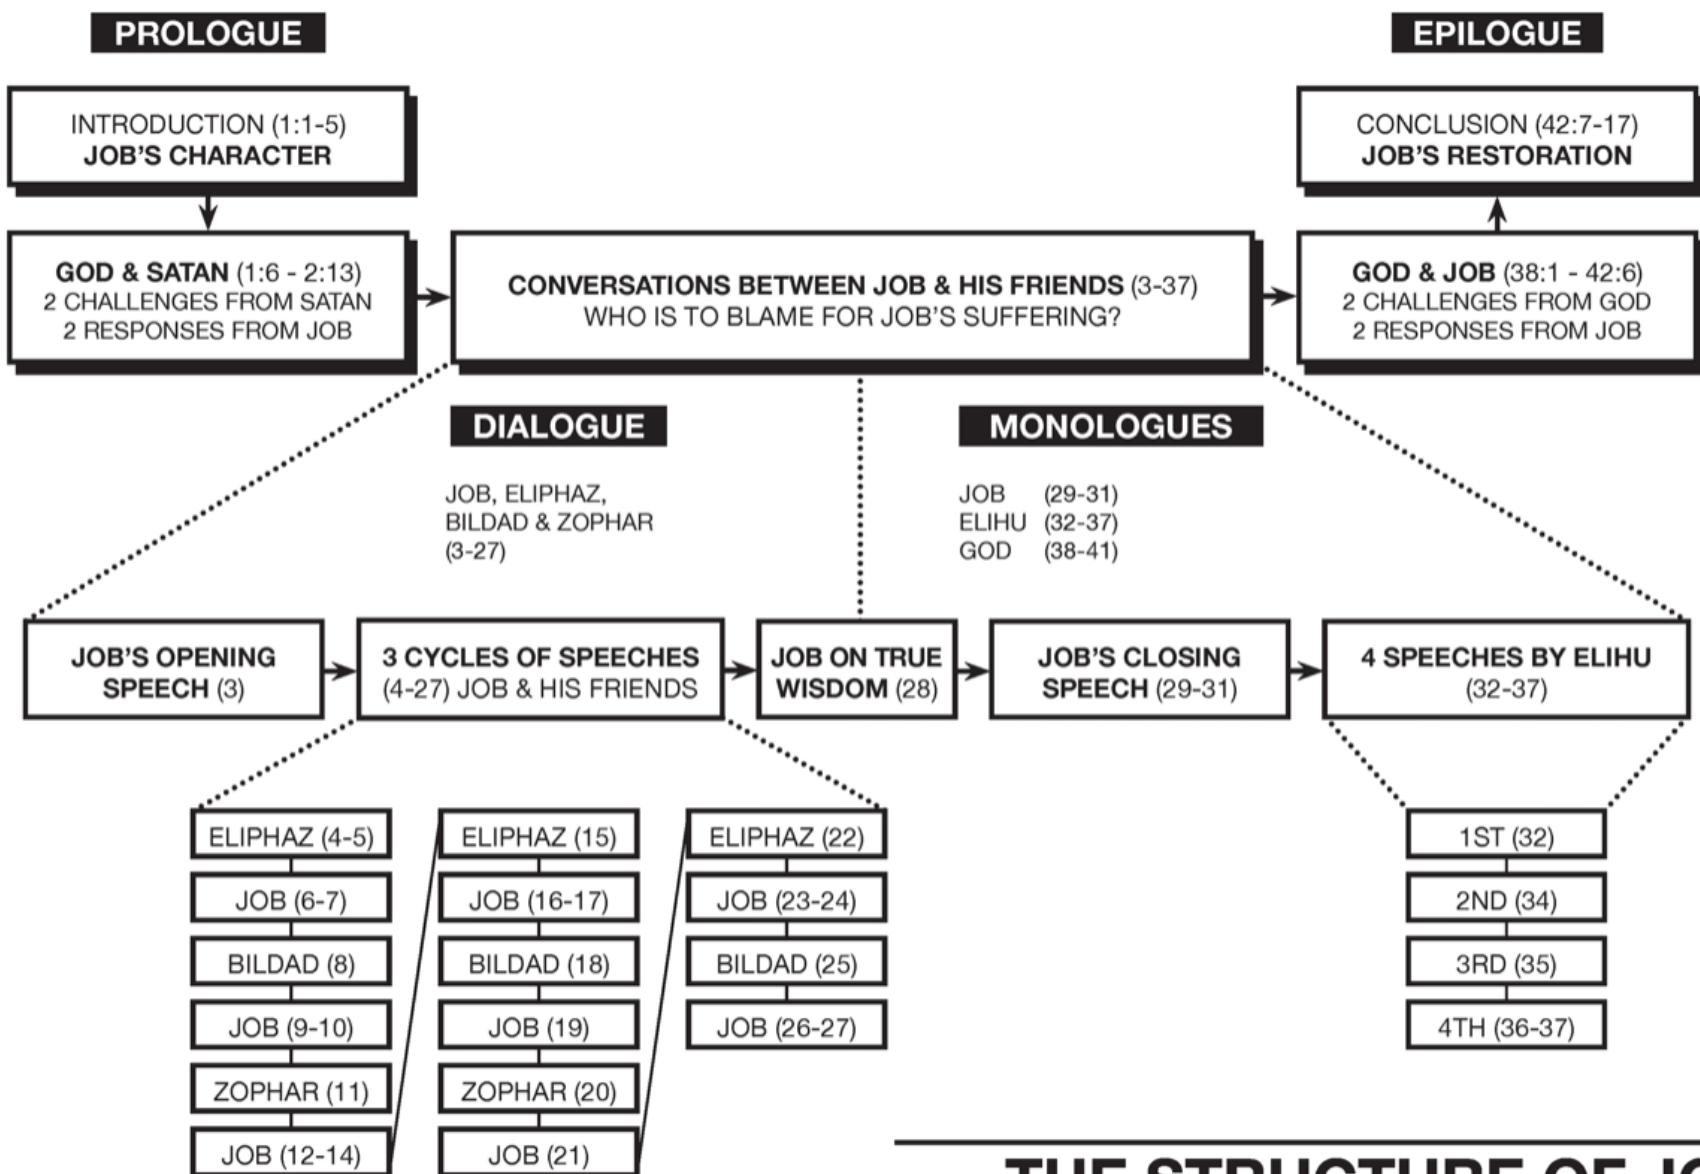 PROLOGUE
EPILOGUE
INTRODUCTION (1:1-5)
JOB'S CHARACTER
CONCLUSION (42:7-17)
JOB'S RESTORATION
GOD & SATAN (1:6 - 2:13)
2 CHALLENGES FROM SATAN
2 RESPONSES FROM JOB
CONVERSATIONS BETWEEN JOB & HIS FRIENDS (3-37)
WHO IS TO BLAME FOR JOB'S SUFFERING?
GOD & JOB (38:1 - 42:6)
2 CHALLENGES FROM GOD
2 RESPONSES FROM JOB
DIALOGUE
JOB, ELIPHAZ,
BILDAD & ZOPHAR
(3-27)
MONOLOGUES
JOB (29-31)
ELIHU (32-37)
GOD (38-41)
JOB'S OPENING
SPEECH (3)
3 CYCLES OF SPEECHES
(4-27) JOB & HIS FRIENDS
JOB ON TRUE
WISDOM (28)
JOB'S CLOSING
SPEECH (29-31)
4 SPEECHES BY ELIHU
(32-37)
ELIPHAZ (4-5)
JOB (6-7)
BILDAD (8)
JOB (9-10)
ZOPHAR (11)
JOB (12-14)
ELIPHAZ (15)
JOB (16-17)
BILDAD (18)
JOB (19)
ZOPHAR (20)
JOB (21)
ELIPHAZ (22)
JOB (23-24)
BILDAD (25)
JOB (26-27)
1ST (32)
2ND (34)
3RD (35)
4TH (36-37)
THE STRUCTURE OF